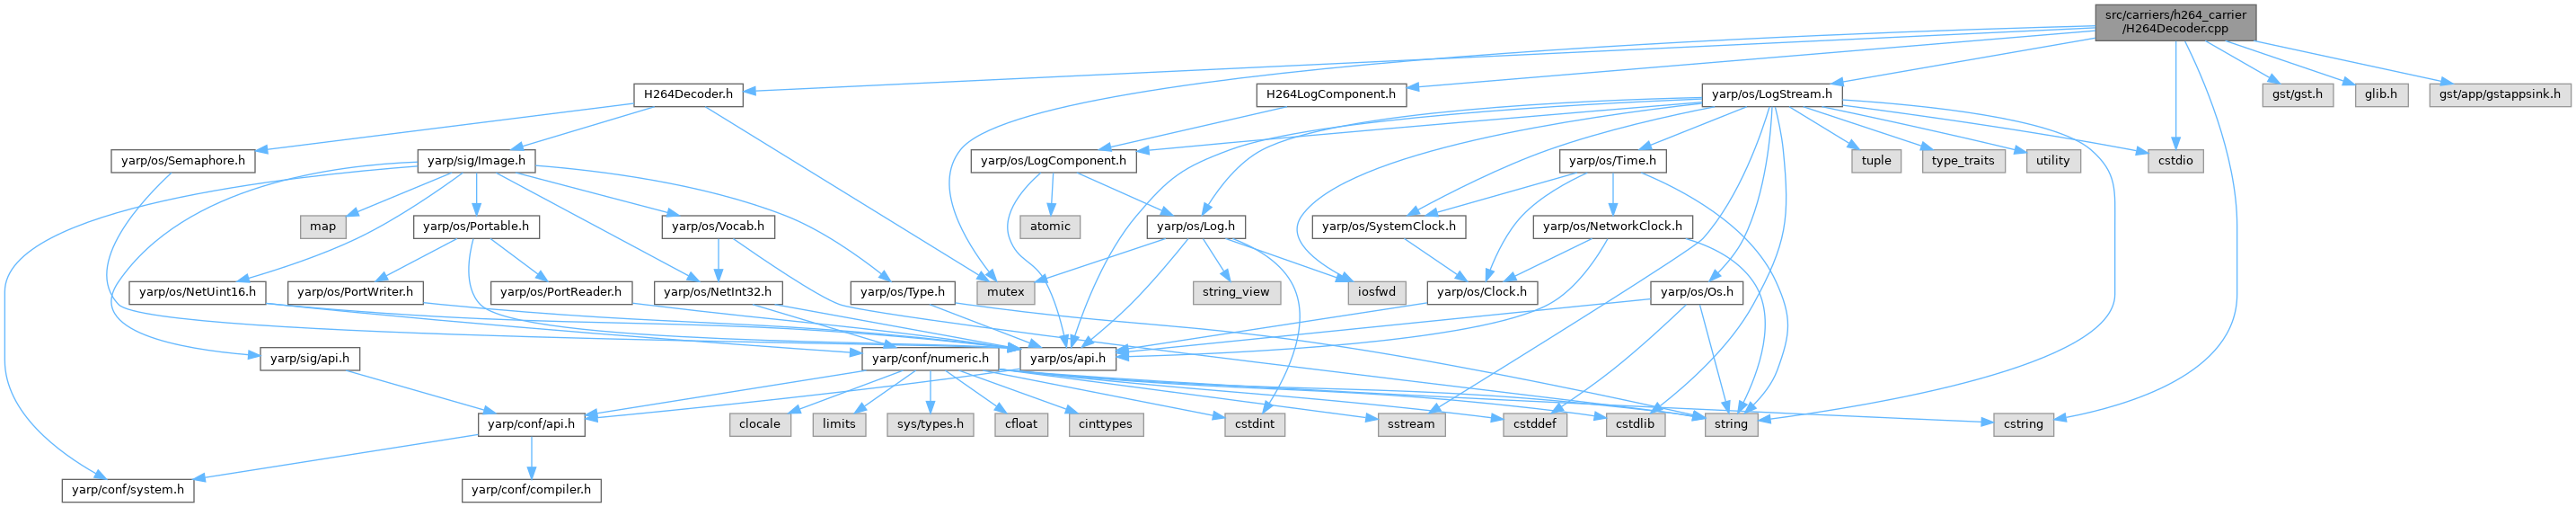 src/carriers/h264_carrier
/H264Decoder.cpp
H264Decoder.h
H264LogComponent.h
yarp/os/LogStream.h
gst/gst.h
glib.h
gst/app/gstappsink.h
yarp/os/Semaphore.h
yarp/sig/Image.h
yarp/os/LogComponent.h
yarp/os/Time.h
tuple
type_traits
utility
cstdio
map
yarp/os/Portable.h
yarp/os/Vocab.h
atomic
yarp/os/Log.h
yarp/os/SystemClock.h
yarp/os/NetworkClock.h
yarp/os/NetUint16.h
yarp/os/PortWriter.h
yarp/os/PortReader.h
yarp/os/NetInt32.h
yarp/os/Type.h
mutex
string_view
iosfwd
yarp/os/Clock.h
yarp/os/Os.h
yarp/sig/api.h
yarp/conf/numeric.h
yarp/os/api.h
yarp/conf/api.h
clocale
limits
sys/types.h
cfloat
cinttypes
cstdint
sstream
cstddef
cstdlib
string
cstring
yarp/conf/system.h
yarp/conf/compiler.h